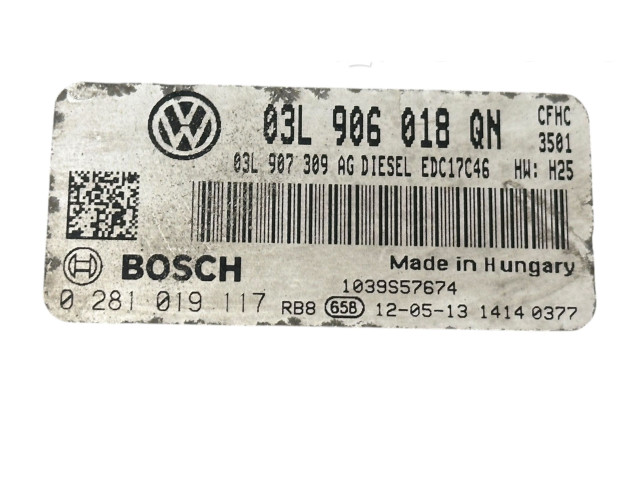 03L 906 018 QN CFHC
3501
03L 907 309 AG DIESEL EDC17C46 HW: H25
BOSCH Made in Hungary
1039S57674
0 281 019 117 RB8 65B 12-05-13 1414 0377